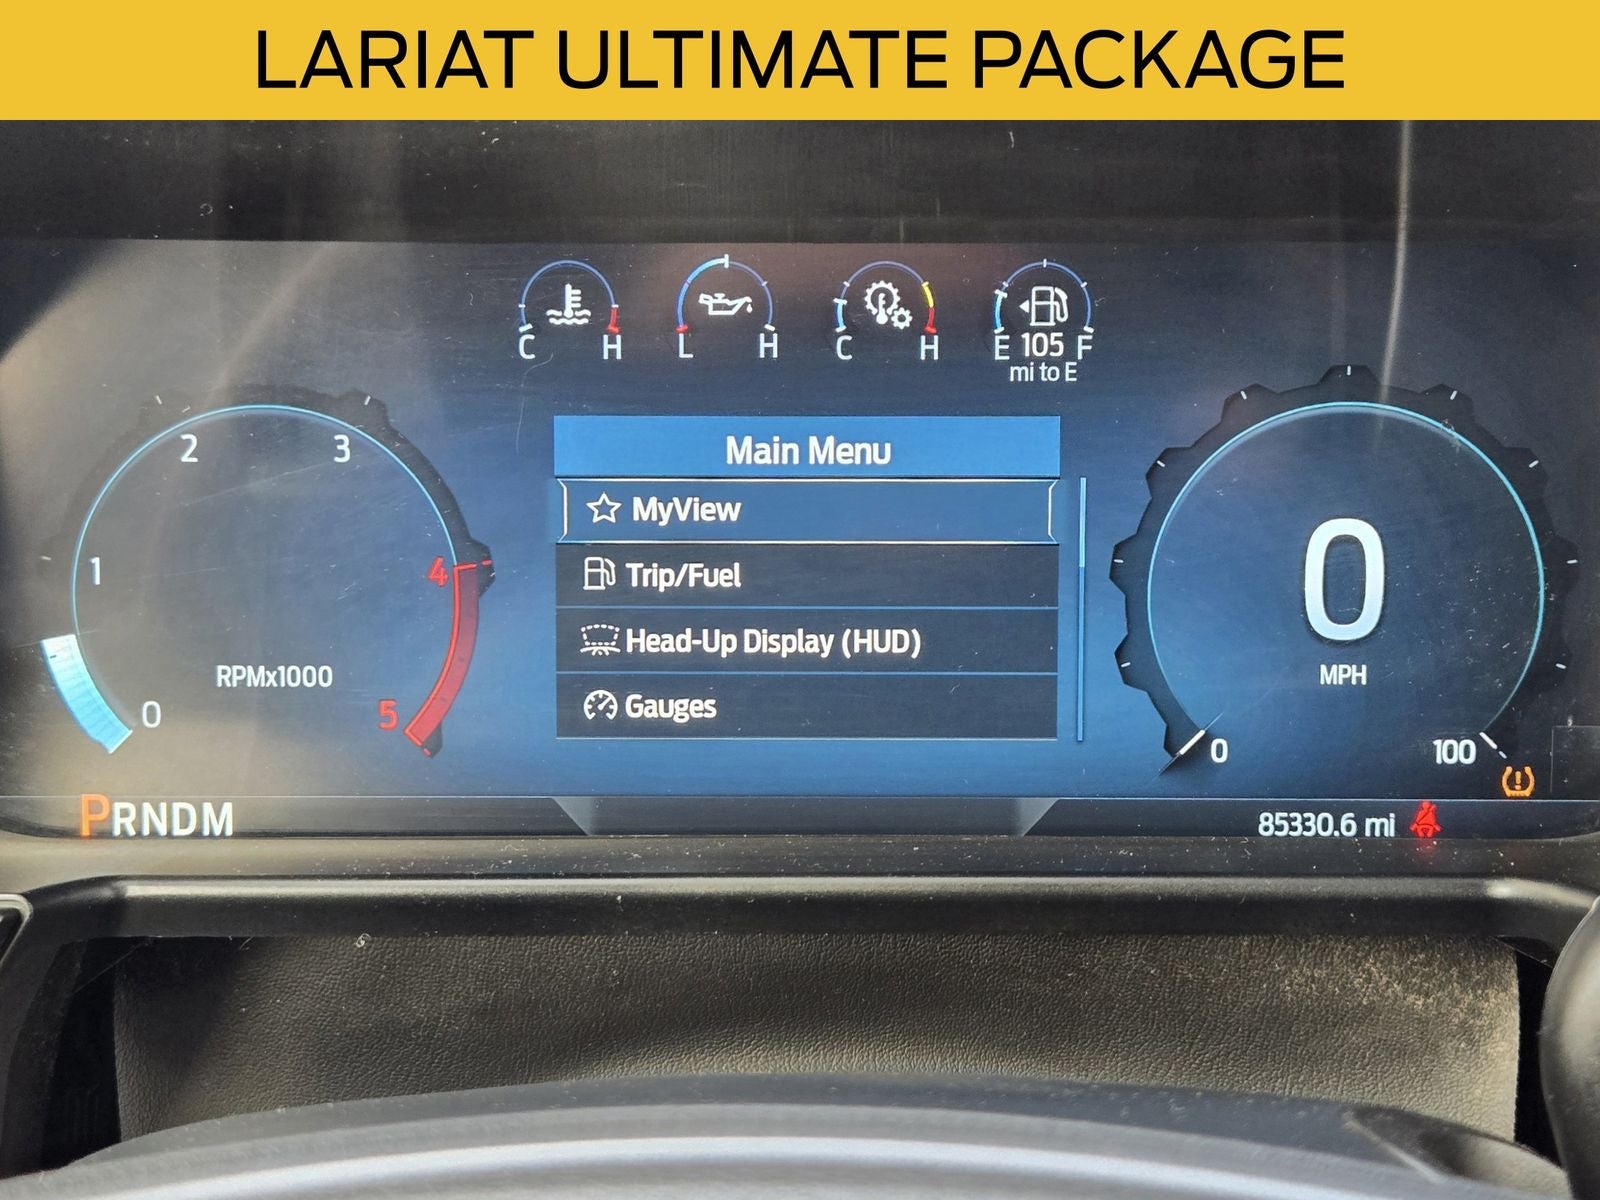 LARIAT ULTIMATE PACKAGE
C H
L H
C H
E 105 F
mi to E
Main Menu
MyView
Trip/Fuel
Head-Up Display (HUD)
Gauges
0
1
2
3
4
5
RPMx1000
0
MPH
0
100
PRNDM
85330.6 mi